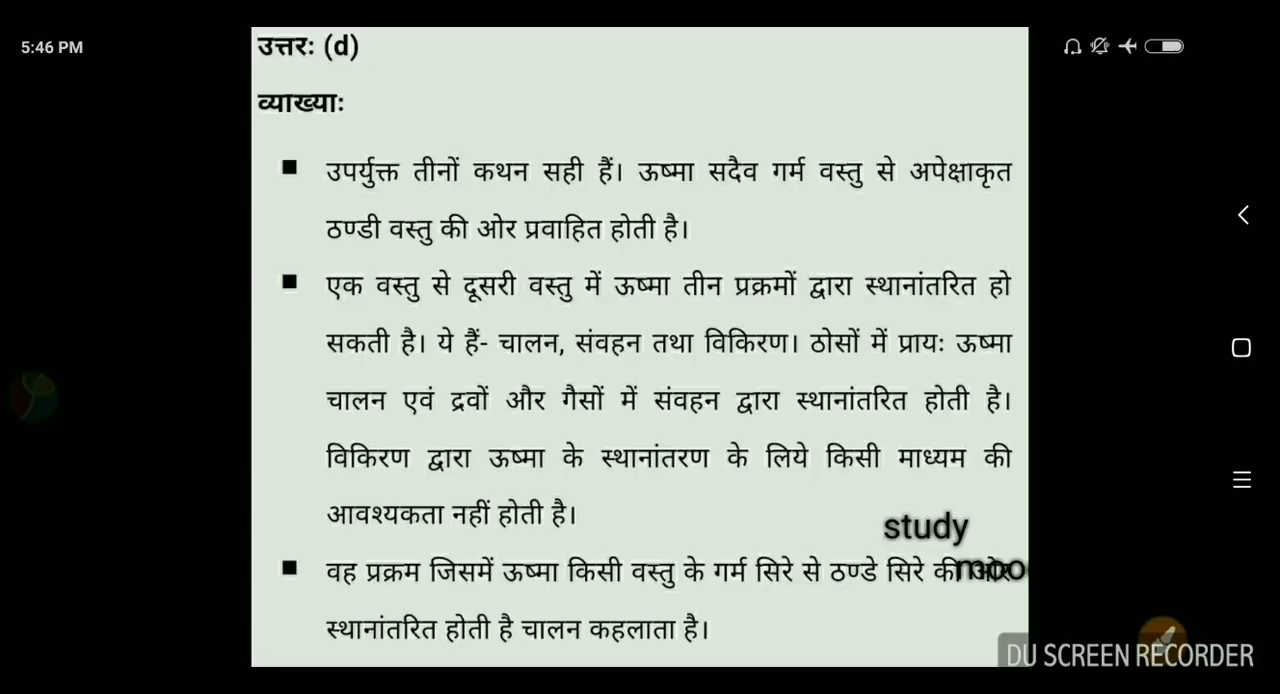 5:46 PM
उत्तरः (d)
व्याख्याः
■ उपर्युक्त तीनों कथन सही हैं। ऊष्मा सदैव गर्म वस्तु से अपेक्षाकृत
ठण्डी वस्तु की ओर प्रवाहित होती है।
■ एक वस्तु से दूसरी वस्तु में ऊष्मा तीन प्रक्रमों द्वारा स्थानांतरित हो
सकती है। ये हैं- चालन, संवहन तथा विकिरण। ठोसों में प्रायः ऊष्मा
चालन एवं द्रवों और गैसों में संवहन द्वारा स्थानांतरित होती है।
विकिरण द्वारा ऊष्मा के स्थानांतरण के लिये किसी माध्यम की
आवश्यकता नहीं होती है।
study
■ वह प्रक्रम जिसमें ऊष्मा किसी वस्तु के गर्म सिरे से ठण्डे सिरे की ओर
moo
स्थानांतरित होती है चालन कहलाता है।
DU SCREEN RECORDER